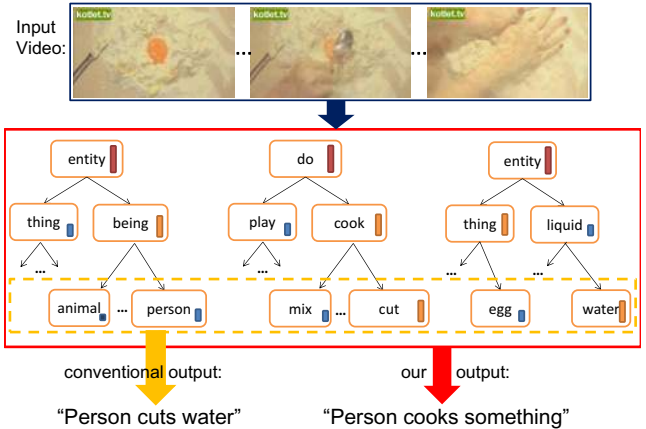 Input
Video:
kotlet.tv
...
kotlet.tv
...
kotlet.tv
entity
do
entity
thing
being
play
cook
thing
liquid
...
...
...
...
animal
...
person
mix
...
cut
egg
water
conventional output:
our output:
“Person cuts water”
“Person cooks something”